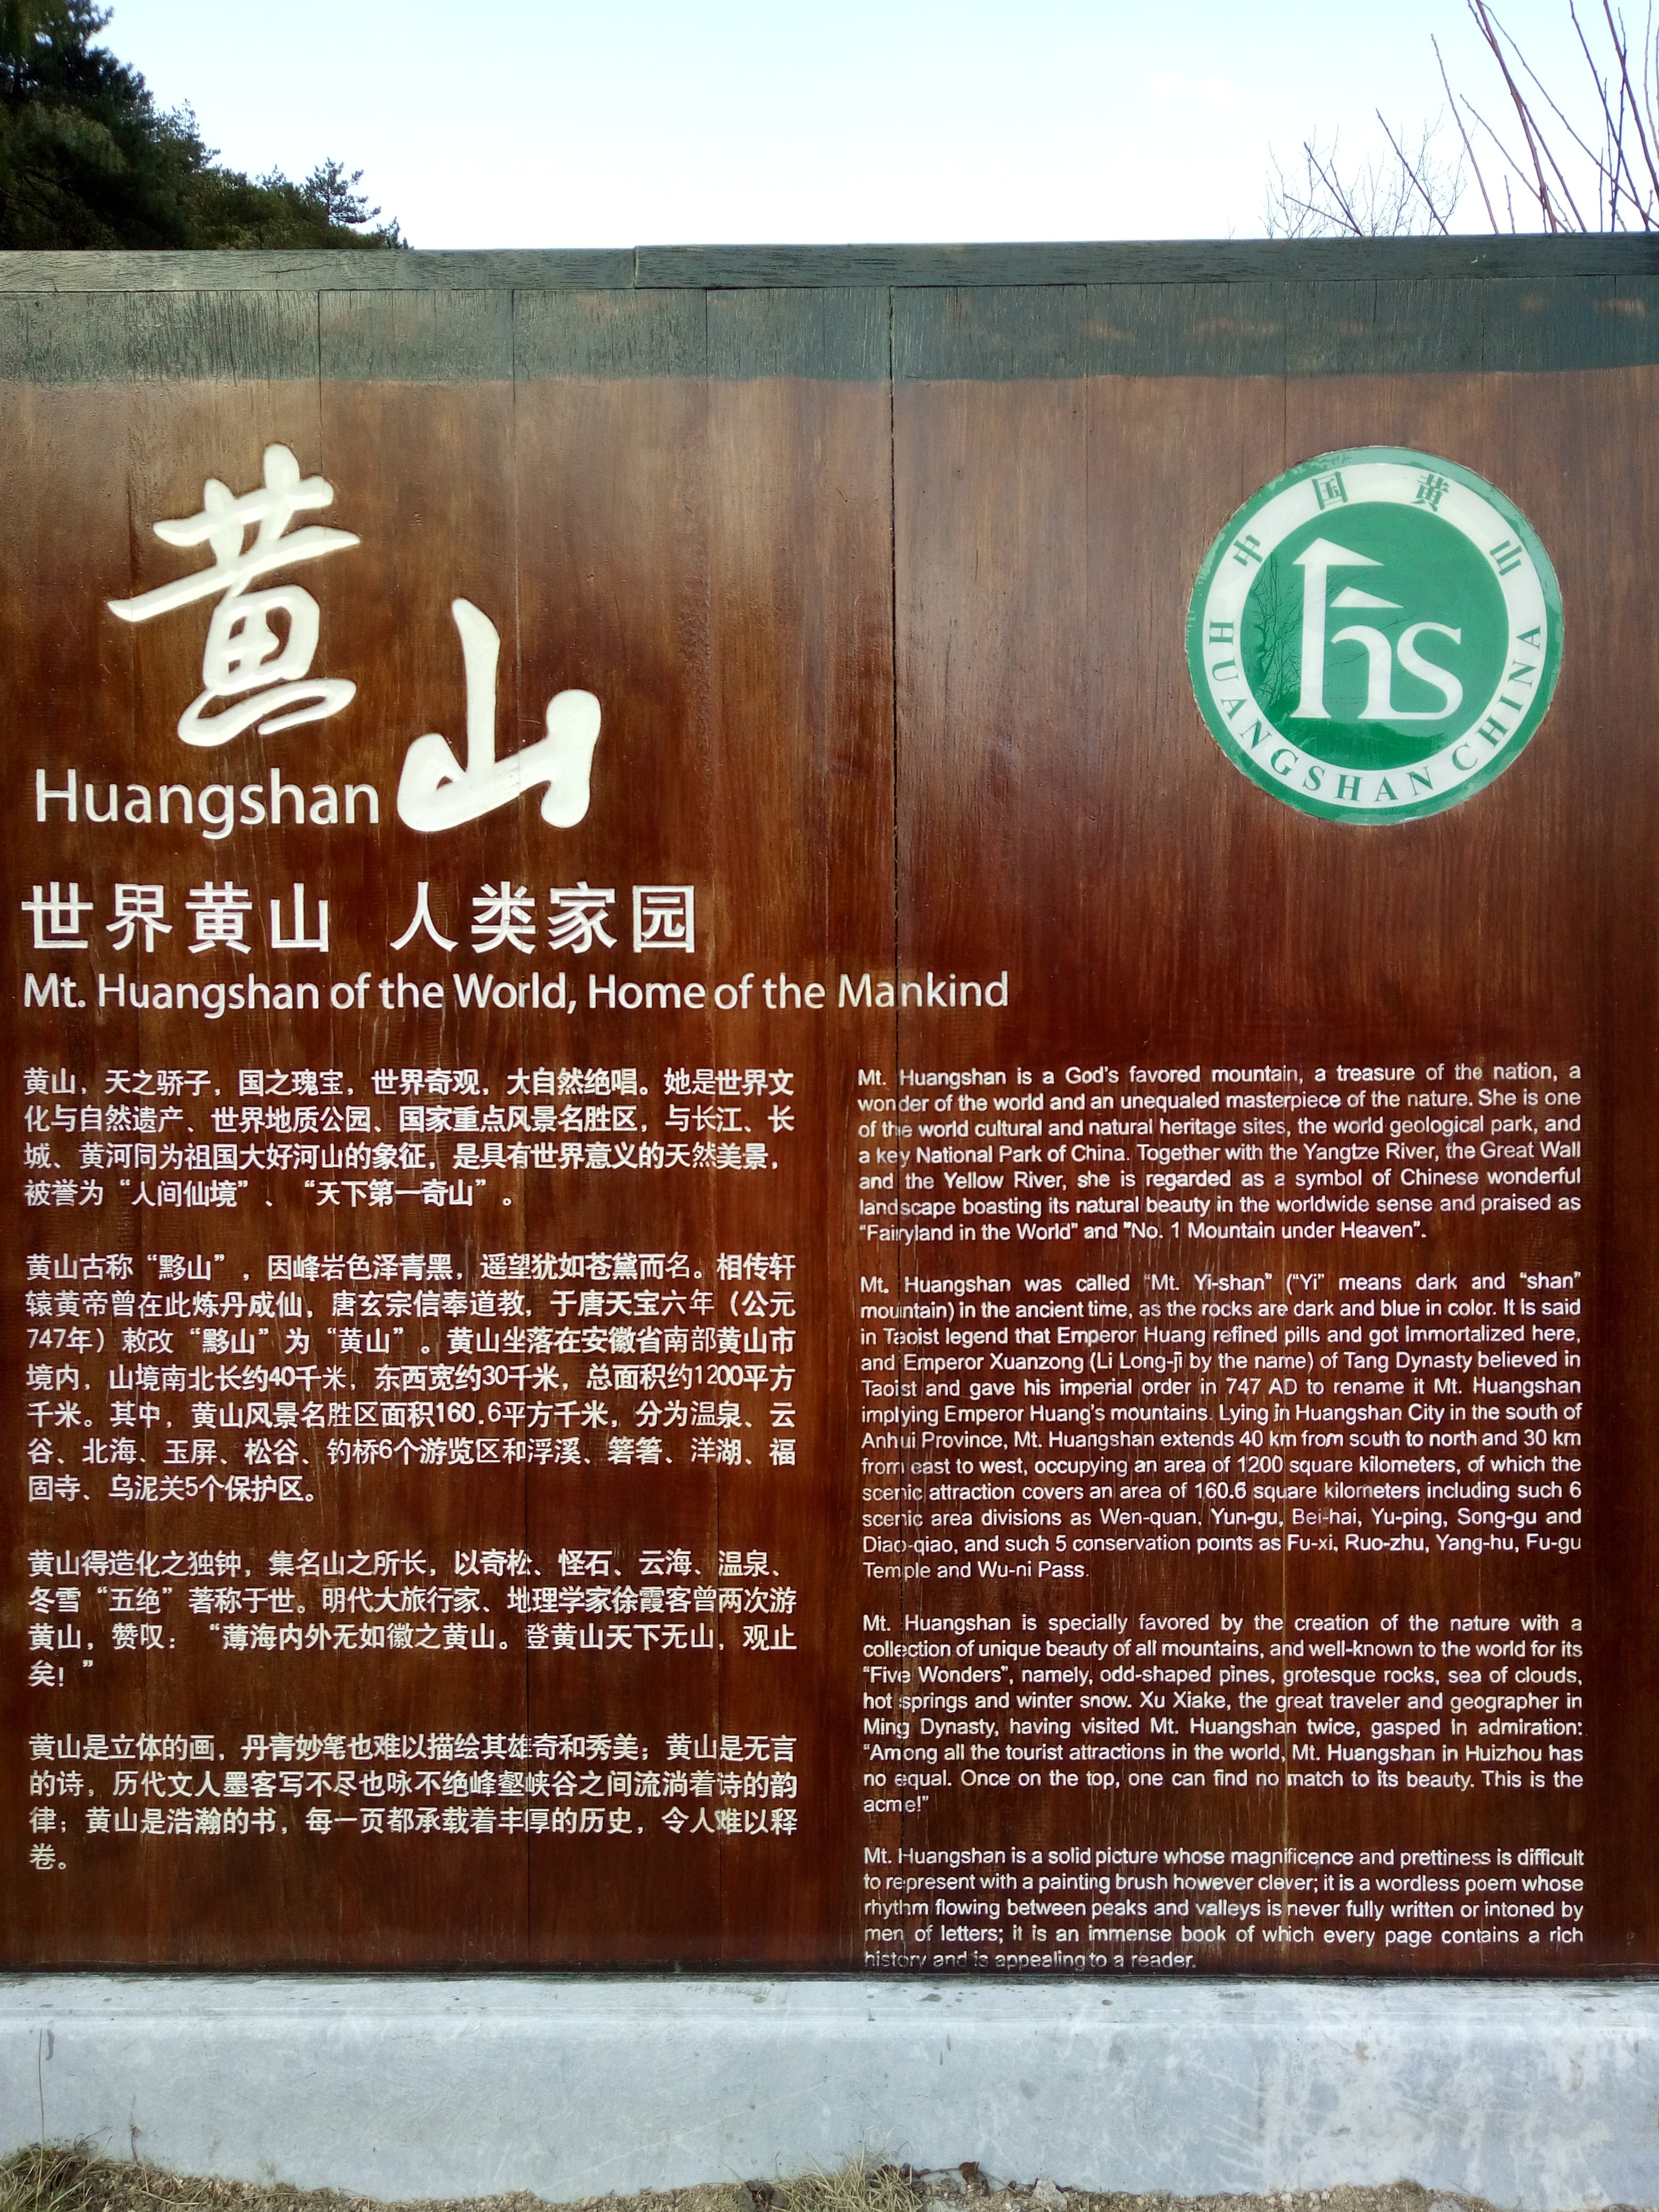 黄山
Huangshan
中国黄山
hs
HUANGSHAN CHINA
世界黄山 人类家园
Mt. Huangshan of the World, Home of the Mankind
黄山，天之骄子，国之瑰宝，世界奇观，大自然绝唱。她是世界文
化与自然遗产、世界地质公园、国家重点风景名胜区，与长江、长
城、黄河同为祖国大好河山的象征，是具有世界意义的天然美景，
被誉为“人间仙境”、“天下第一奇山”。
黄山古称“黟山”，因峰岩色泽青黑，遥望犹如苍黛而名。相传轩
辕黄帝曾在此炼丹成仙，唐玄宗信奉道教，于唐天宝六年（公元
747年）敕改“黟山”为“黄山”。黄山坐落在安徽省南部黄山市
境内，山境南北长约40千米，东西宽约30千米，总面积约1200平方
千米。其中，黄山风景名胜区面积160.6平方千米，分为温泉、云
谷、北海、玉屏、松谷、钓桥6个游览区和浮溪、箬箬、洋湖、福
固寺、乌泥关5个保护区。
黄山得造化之独钟，集名山之所长，以奇松、怪石、云海、温泉、
冬雪“五绝”著称于世。明代大旅行家、地理学家徐霞客曾两次游
黄山，赞叹：“薄海内外无如徽之黄山。登黄山天下无山，观止
矣！”
黄山是立体的画，丹青妙笔也难以描绘其雄奇和秀美；黄山是无言
的诗，历代文人墨客写不尽也咏不绝峰壑峡谷之间流淌着诗的韵
律；黄山是浩瀚的书，每一页都承载着丰厚的历史，令人难以释
卷。
Mt. Huangshan is a God's favored mountain, a treasure of the nation, a
wonder of the world and an unequaled masterpiece of the nature. She is one
of the world cultural and natural heritage sites, the world geological park, and
a key National Park of China. Together with the Yangtze River, the Great Wall
and the Yellow River, she is regarded as a symbol of Chinese wonderful
landscape boasting its natural beauty in the worldwide sense and praised as
“Fairyland in the World” and "No. 1 Mountain under Heaven”.
Mt. Huangshan was called “Mt. Yi-shan” (“Yi” means dark and “shan”
mountain) in the ancient time, as the rocks are dark and blue in color. It is said
in Taoist legend that Emperor Huang refined pills and got immortalized here,
and Emperor Xuanzong (Li Long-ji by the name) of Tang Dynasty believed in
Taoist and gave his imperial order in 747 AD to rename it Mt. Huangshan
implying Emperor Huang's mountains. Lying in Huangshan City in the south of
Anhui Province, Mt. Huangshan extends 40 km from south to north and 30 km
from east to west, occupying an area of 1200 square kilometers, of which the
scenic attraction covers an area of 160.6 square kilometers including such 6
scenic area divisions as Wen-quan, Yun-gu, Bei-hai, Yu-ping, Song-gu and
Diao-qiao, and such 5 conservation points as Fu-xi, Ruo-zhu, Yang-hu, Fu-gu
Temple and Wu-ni Pass.
Mt. Huangshan is specially favored by the creation of the nature with a
collection of unique beauty of all mountains, and well-known to the world for its
“Five Wonders”, namely, odd-shaped pines, grotesque rocks, sea of clouds,
hot springs and winter snow. Xu Xiake, the great traveler and geographer in
Ming Dynasty, having visited Mt. Huangshan twice, gasped in admiration:
“Among all the tourist attractions in the world, Mt. Huangshan in Huizhou has
no equal. Once on the top, one can find no match to its beauty. This is the
acme!”
Mt. Huangshan is a solid picture whose magnificence and prettiness is difficult
to represent with a painting brush however clever; it is a wordless poem whose
rhythm flowing between peaks and valleys is never fully written or intoned by
men of letters; it is an immense book of which every page contains a rich
history and is appealing to a reader.